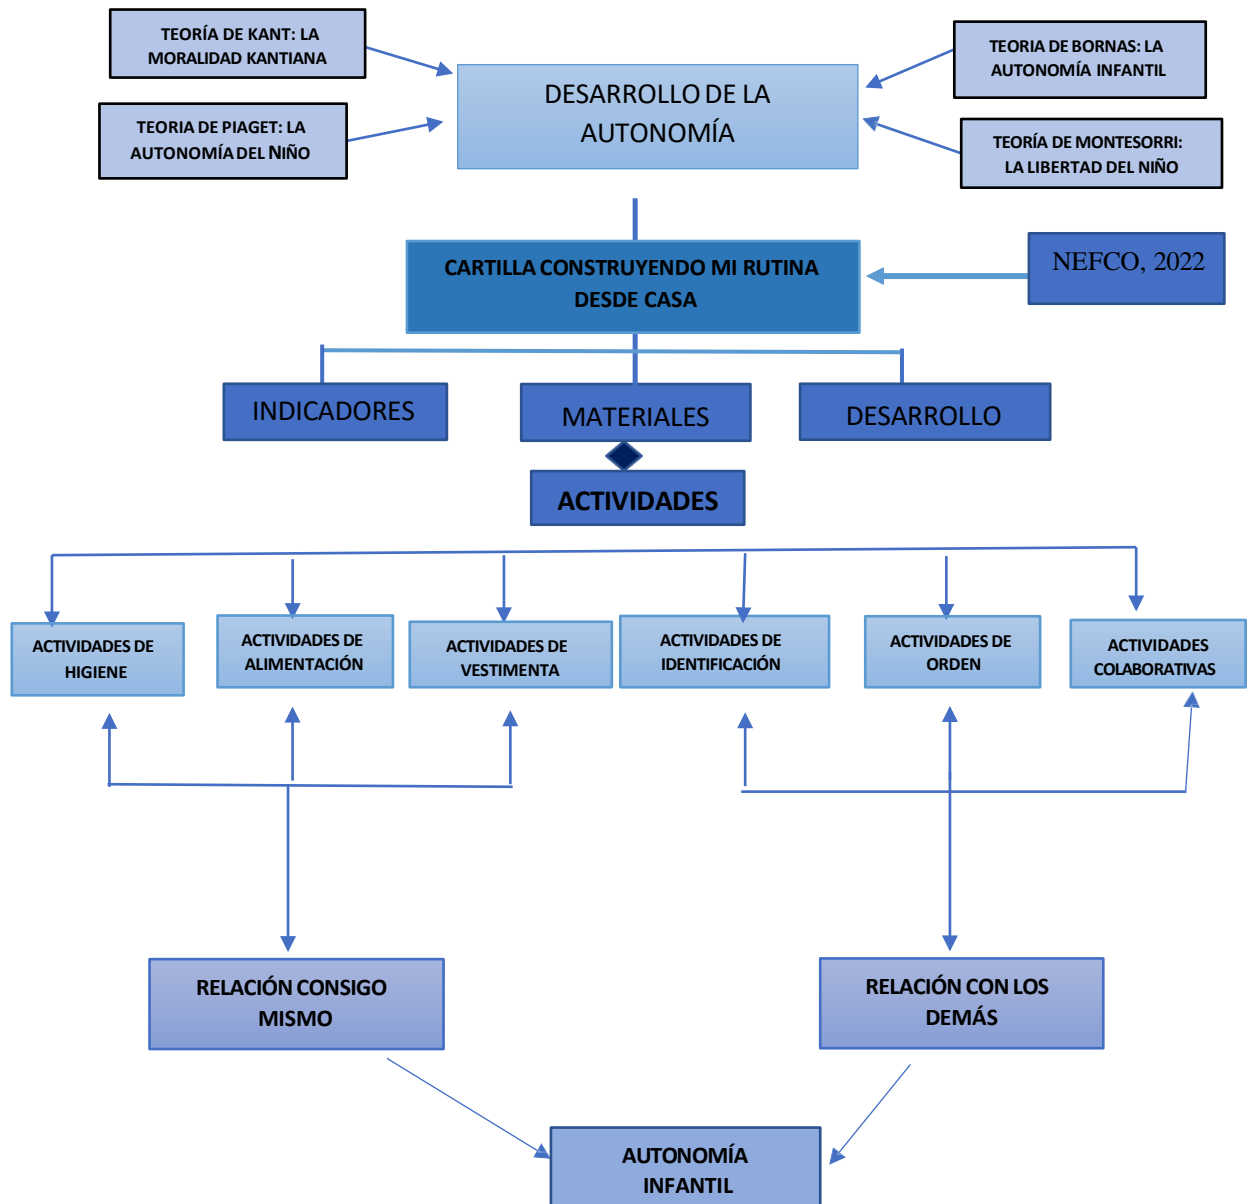 TEORÍA DE KANT: LA
MORALIDAD KANTIANA
TEORIA DE BORNAS: LA
AUTONOMÍA INFANTIL
DESARROLLO DE LA
AUTONOMÍA
TEORIA DE PIAGET: LA
AUTONOMÍA DEL NIÑO
TEORÍA DE MONTESORRI:
LA LIBERTAD DEL NIÑO
CARTILLA CONSTRUYENDO MI RUTINA
DESDE CASA
NEFCO, 2022
INDICADORES
MATERIALES
DESARROLLO
ACTIVIDADES
ACTIVIDADES DE
HIGIENE
ACTIVIDADES DE
ALIMENTACIÓN
ACTIVIDADES DE
VESTIMENTA
ACTIVIDADES DE
IDENTIFICACIÓN
ACTIVIDADES DE
ORDEN
ACTIVIDADES
COLABORATIVAS
RELACIÓN CONSIGO
MISMO
RELACIÓN CON LOS
DEMÁS
AUTONOMÍA
INFANTIL